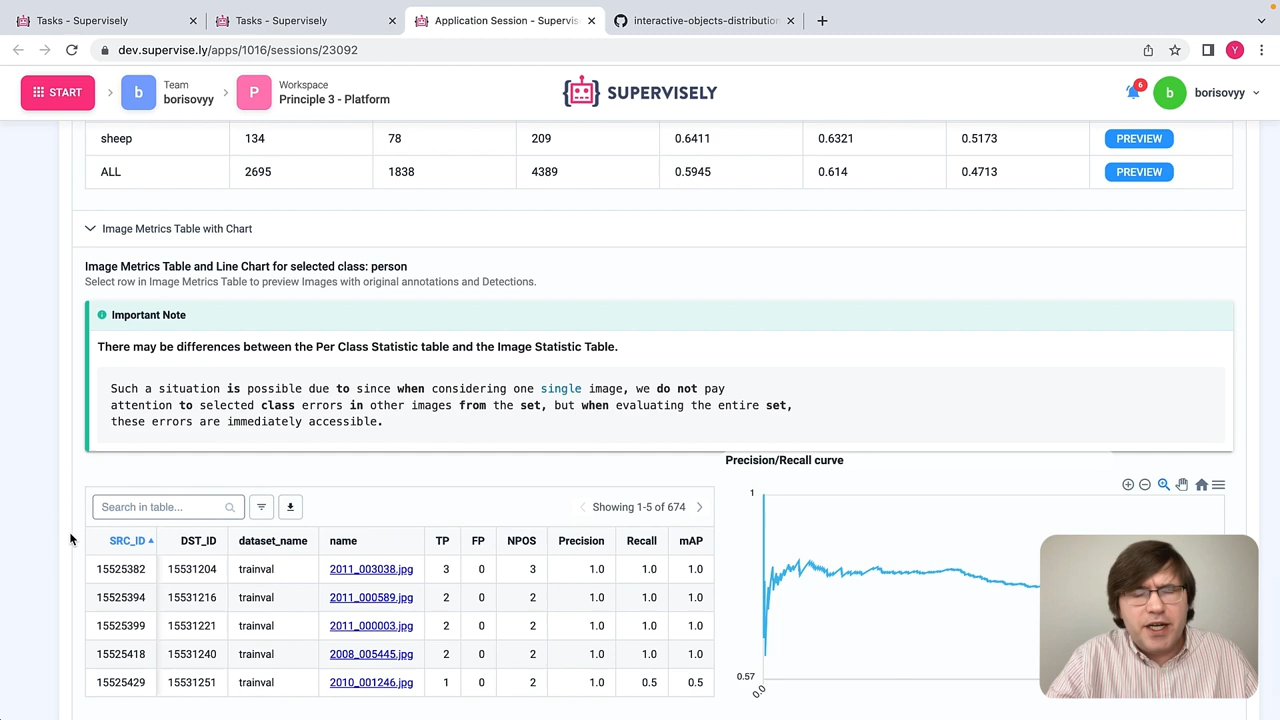 Tasks - Supervisely
Tasks - Supervisely
Application Session - Supervis
interactive-objects-distribution
dev.supervise.ly/apps/1016/sessions/23092
Y
START
b
Team
borisovyy
P
Workspace
Principle 3 - Platform
SUPERVISELY
6
b
borisovyy
sheep 134 78 209 0.6411 0.6321 0.5173 PREVIEW
ALL 2695 1838 4389 0.5945 0.614 0.4713 PREVIEW
Image Metrics Table with Chart
Image Metrics Table and Line Chart for selected class: person
Select row in Image Metrics Table to preview Images with original annotations and Detections.
Important Note
There may be differences between the Per Class Statistic table and the Image Statistic Table.
Such a situation is possible due to since when considering one single image, we do not pay
attention to selected class errors in other images from the set, but when evaluating the entire set,
these errors are immediately accessible.
Precision/Recall curve
Search in table...
Showing 1-5 of 674
SRC_ID DST_ID dataset_name name TP FP NPOS Precision Recall mAP
15525382 15531204 trainval 2011_003038.jpg 3 0 3 1.0 1.0 1.0
15525394 15531216 trainval 2011_000589.jpg 2 0 2 1.0 1.0 1.0
15525399 15531221 trainval 2011_000003.jpg 2 0 2 1.0 1.0 1.0
15525418 15531240 trainval 2008_005445.jpg 2 0 2 1.0 1.0 1.0
15525429 15531251 trainval 2010_001246.jpg 1 0 2 1.0 0.5 0.5
1
0.57
0.0